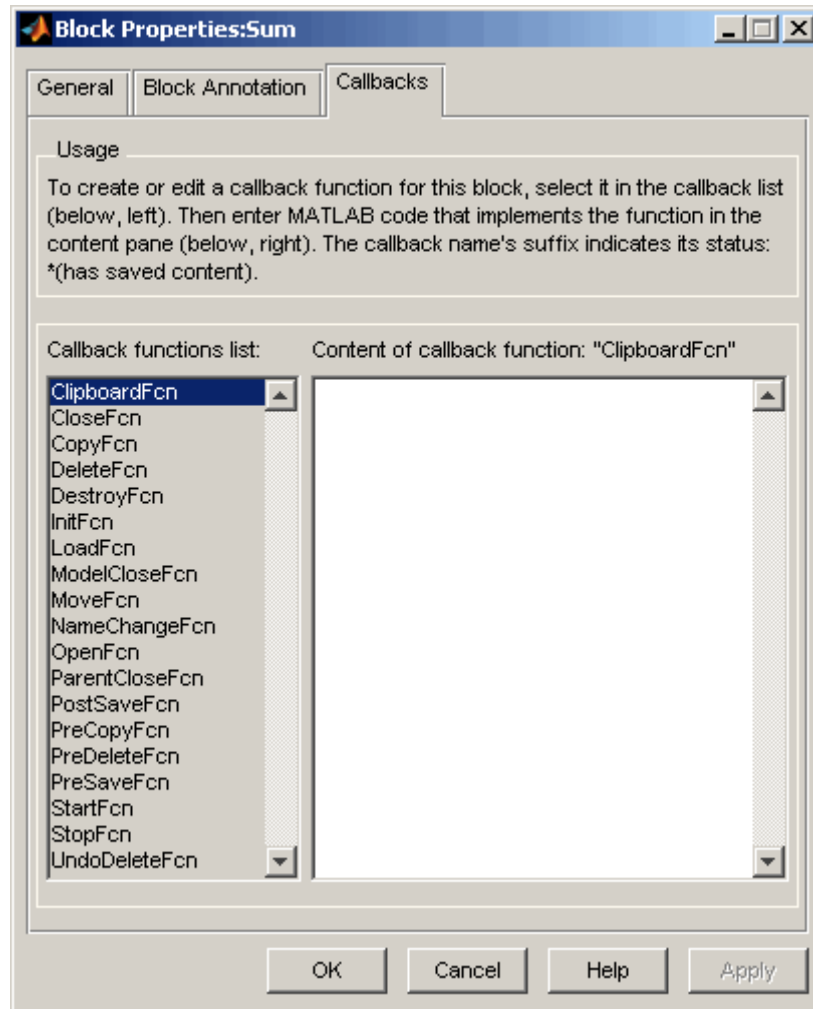 Block Properties:Sum
General Block Annotation Callbacks
Usage
To create or edit a callback function for this block, select it in the callback list
(below, left). Then enter MATLAB code that implements the function in the
content pane (below, right). The callback name's suffix indicates its status:
*(has saved content).
Callback functions list: Content of callback function: "ClipboardFcn"
ClipboardFcn
CloseFcn
CopyFcn
DeleteFcn
DestroyFcn
InitFcn
LoadFcn
ModelCloseFcn
MoveFcn
NameChangeFcn
OpenFcn
ParentCloseFcn
PostSaveFcn
PreCopyFcn
PreDeleteFcn
PreSaveFcn
StartFcn
StopFcn
UndoDeleteFcn
OK Cancel Help Apply